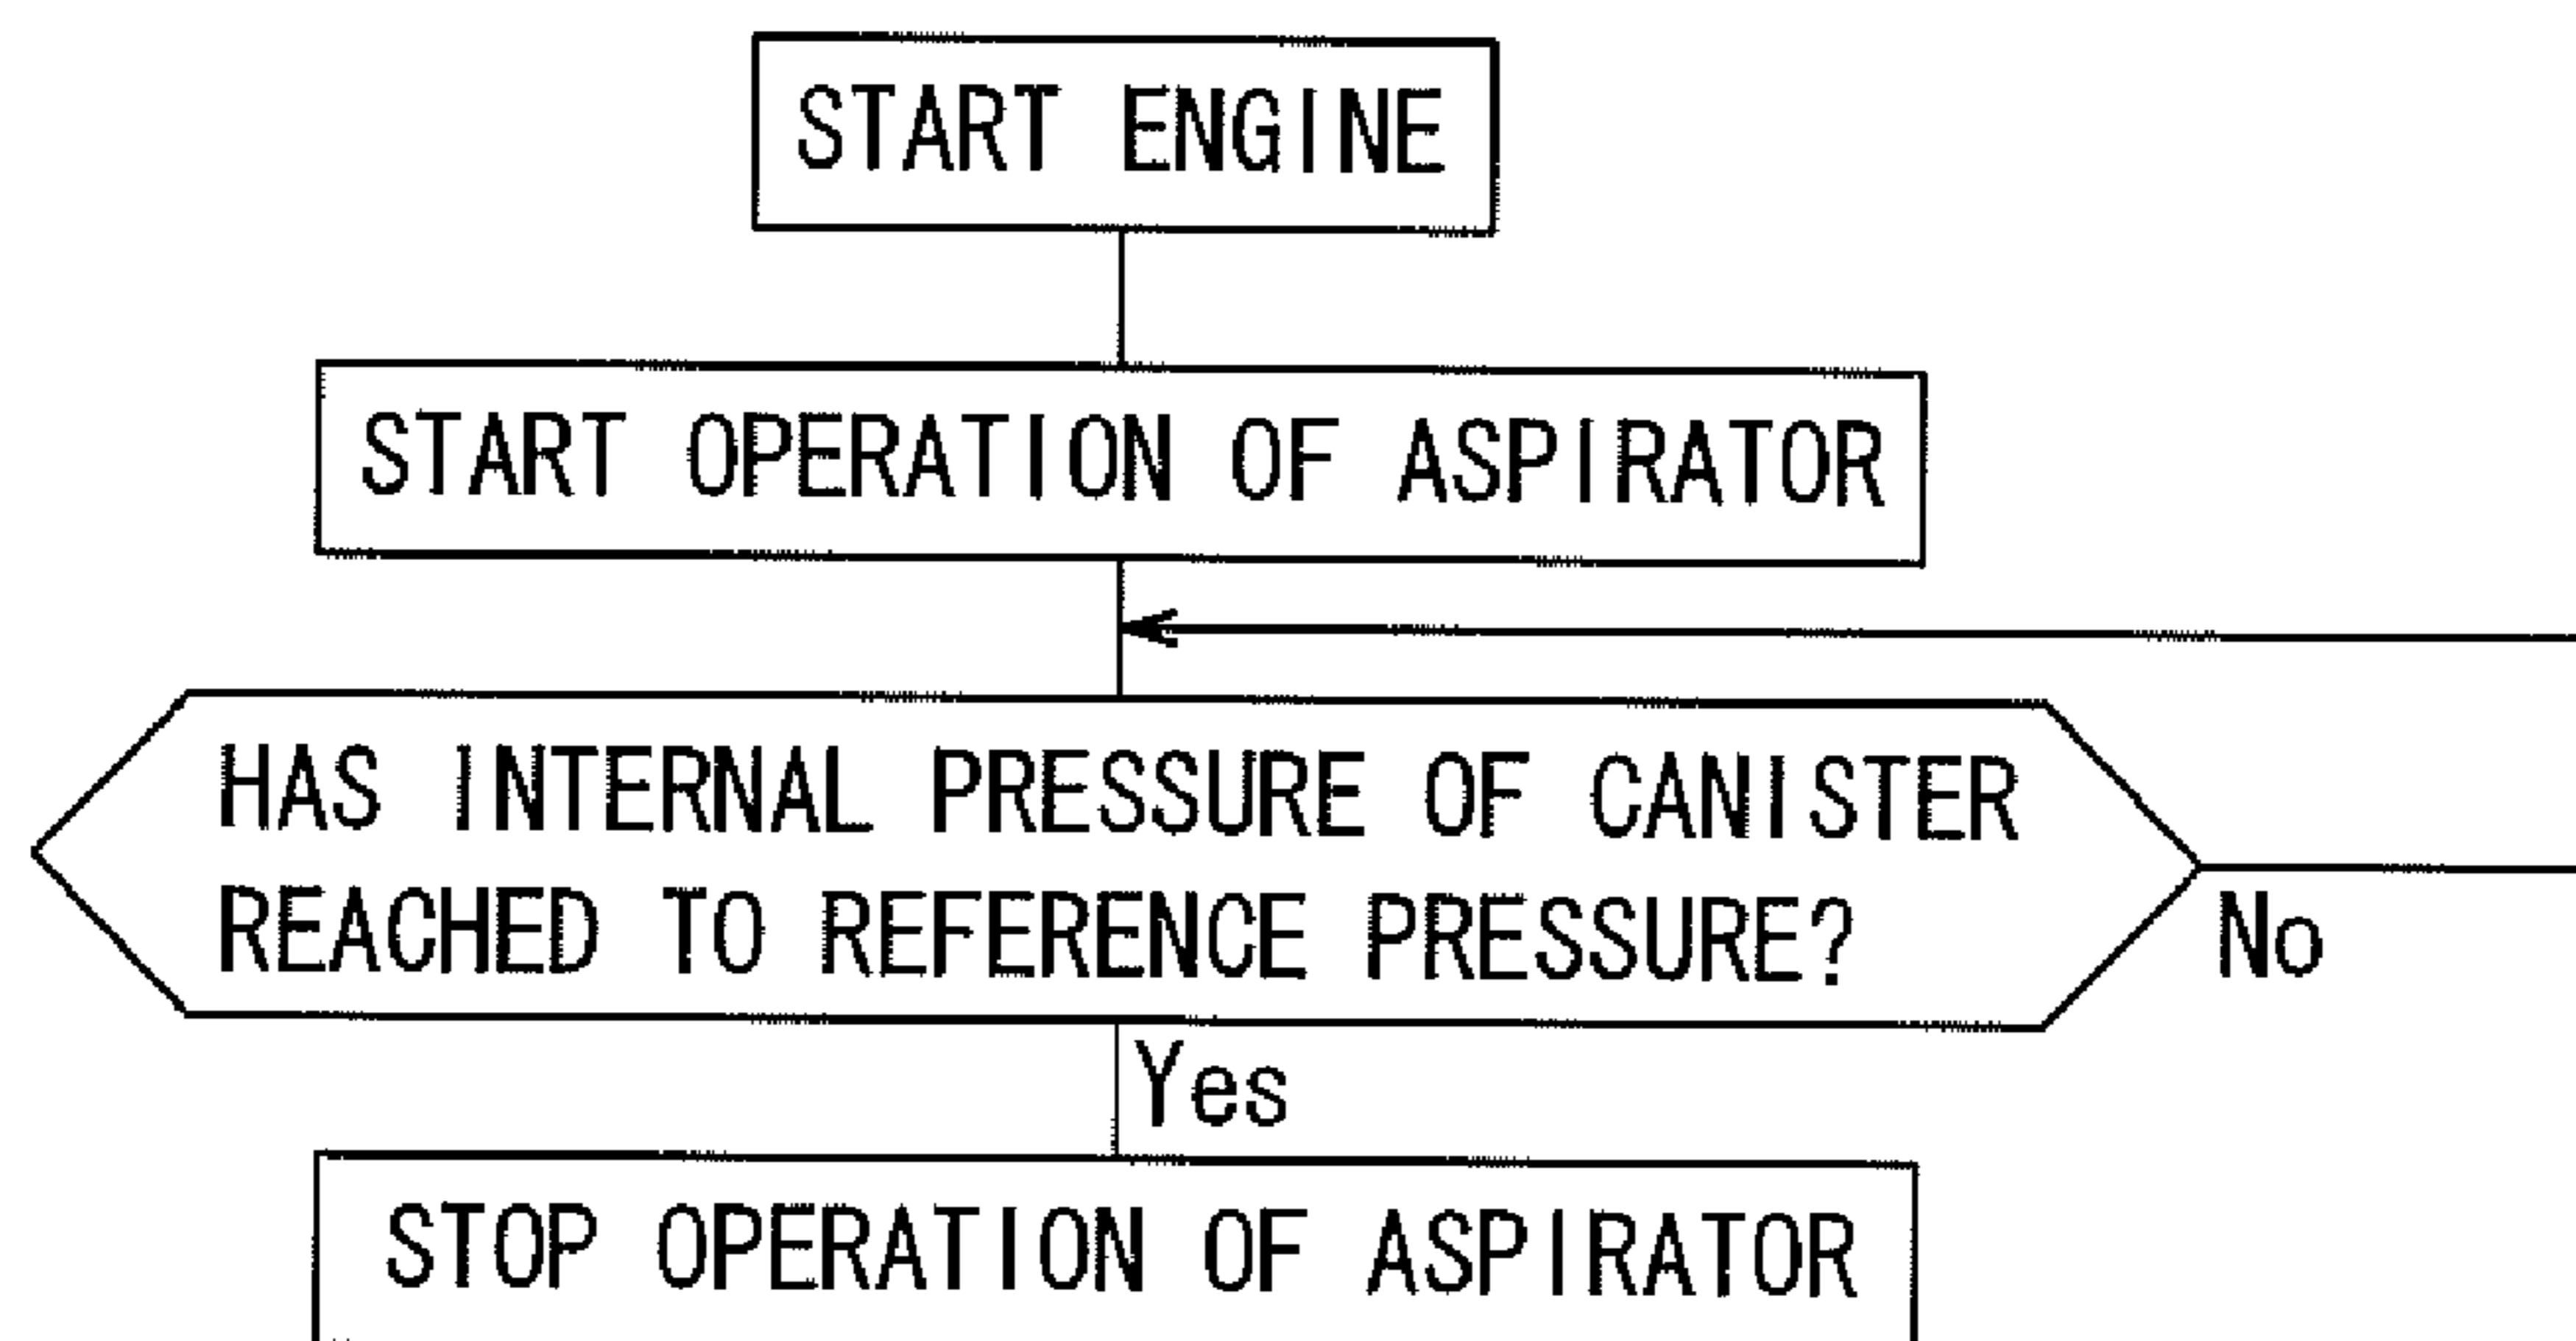 START ENGINE
START OPERATION OF ASPIRATOR
HAS INTERNAL PRESSURE OF CANISTER
REACHED TO REFERENCE PRESSURE?
No
Yes
STOP OPERATION OF ASPIRATOR